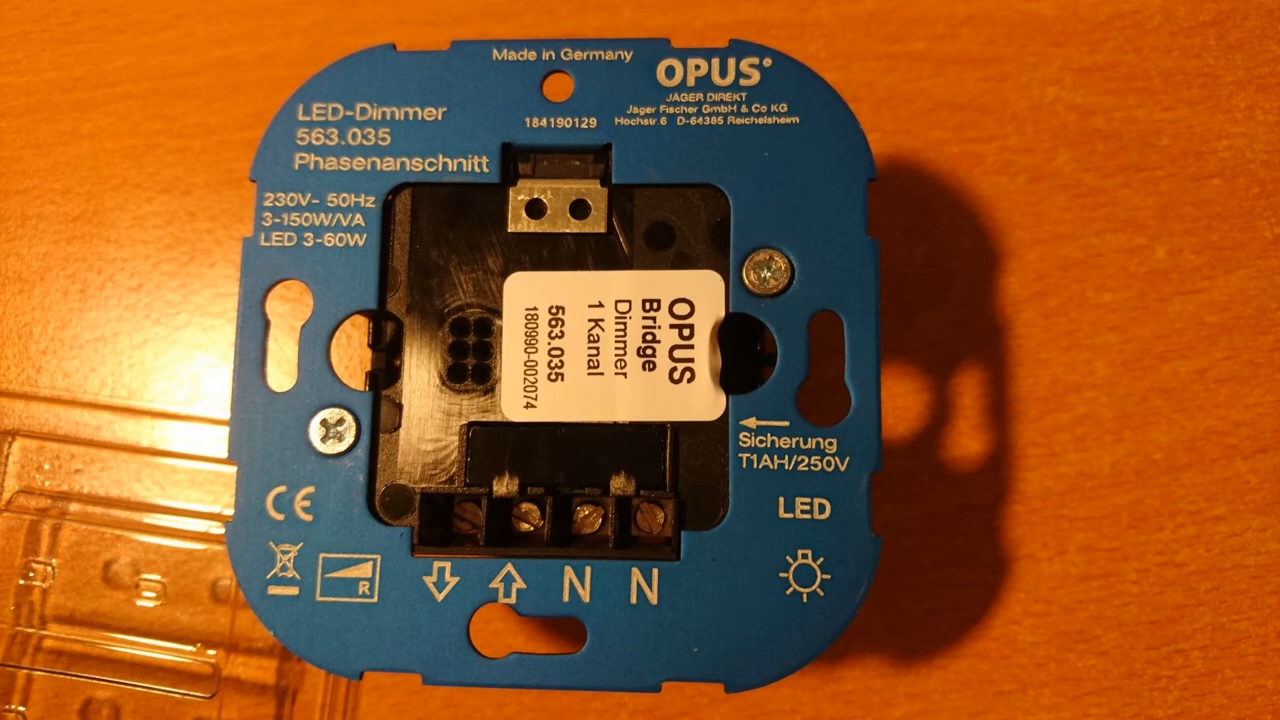 Made in Germany
OPUS®
JÄGER DIREKT
Jäger Fischer GmbH & Co KG
Höchstr.6 D-64385 Reichelsheim
184190129
LED-Dimmer
563.035
Phasenanschnitt
230V~ 50Hz
3-150W/VA
LED 3-60W
OPUS
Bridge
Dimmer
1 Kanal
563.035
180990-002074
Sicherung
T1AH/250V
CE
LED
R
N N